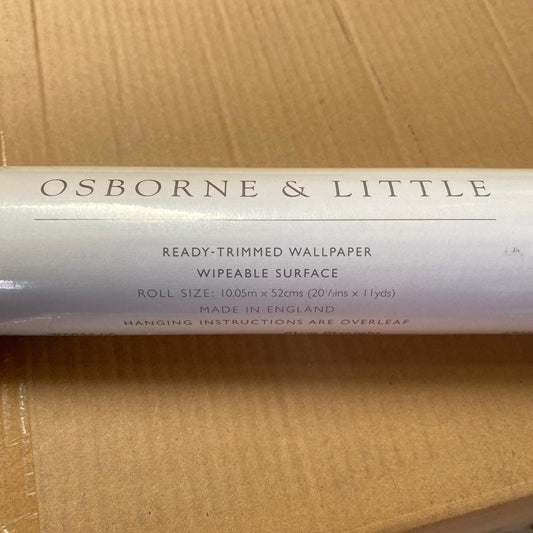 OSBORNE & LITTLE
READY-TRIMMED WALLPAPER
WIPEABLE SURFACE
ROLL SIZE: 10.05m x 52cms (20½ins x 11yds)
MADE IN ENGLAND
HANGING INSTRUCTIONS ARE OVERLEAF